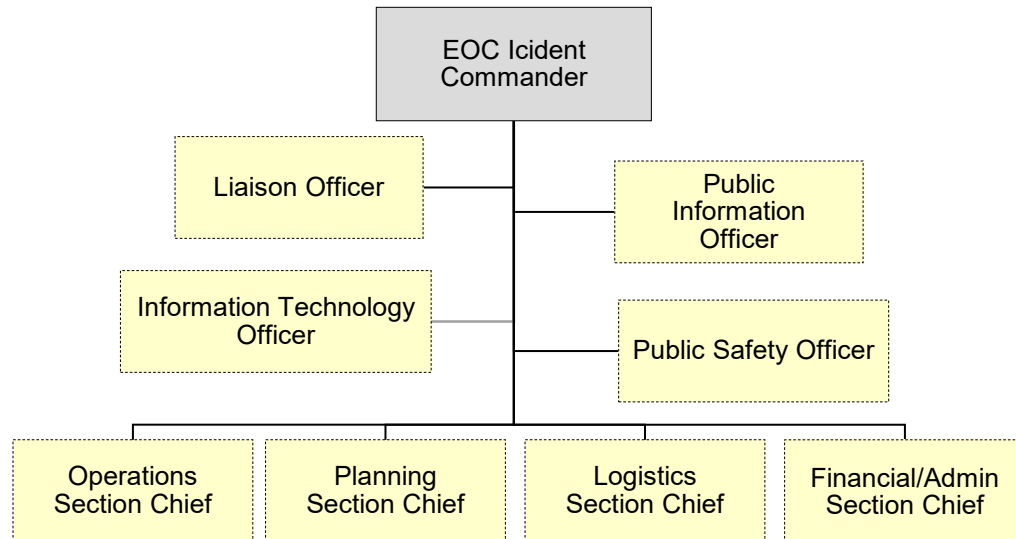 EOC Icident
Commander
Liaison Officer
Public
Information
Officer
Information Technology
Officer
Public Safety Officer
Operations
Section Chief
Planning
Section Chief
Logistics
Section Chief
Financial/Admin
Section Chief